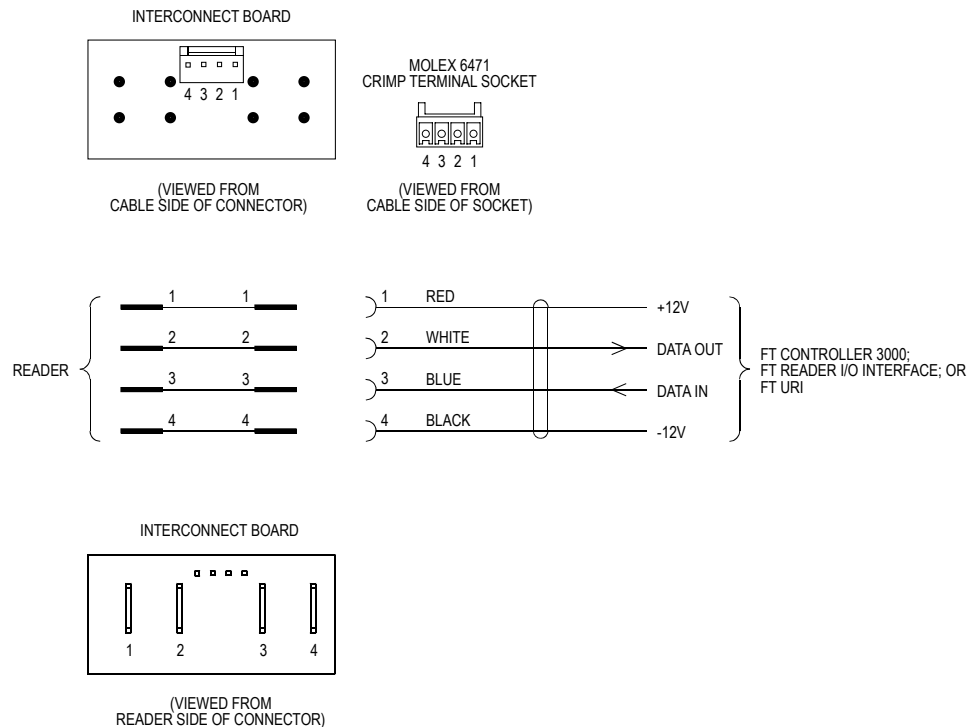 INTERCONNECT BOARD
4 3 2 1
(VIEWED FROM
CABLE SIDE OF CONNECTOR)
MOLEX 6471
CRIMP TERMINAL SOCKET
4 3 2 1
(VIEWED FROM
CABLE SIDE OF SOCKET)
READER
1 1 1 RED +12V
2 2 2 WHITE DATA OUT
3 3 3 BLUE DATA IN
4 4 4 BLACK -12V
FT CONTROLLER 3000;
FT READER I/O INTERFACE; OR
FT URI
INTERCONNECT BOARD
1 2 3 4
(VIEWED FROM
READER SIDE OF CONNECTOR)